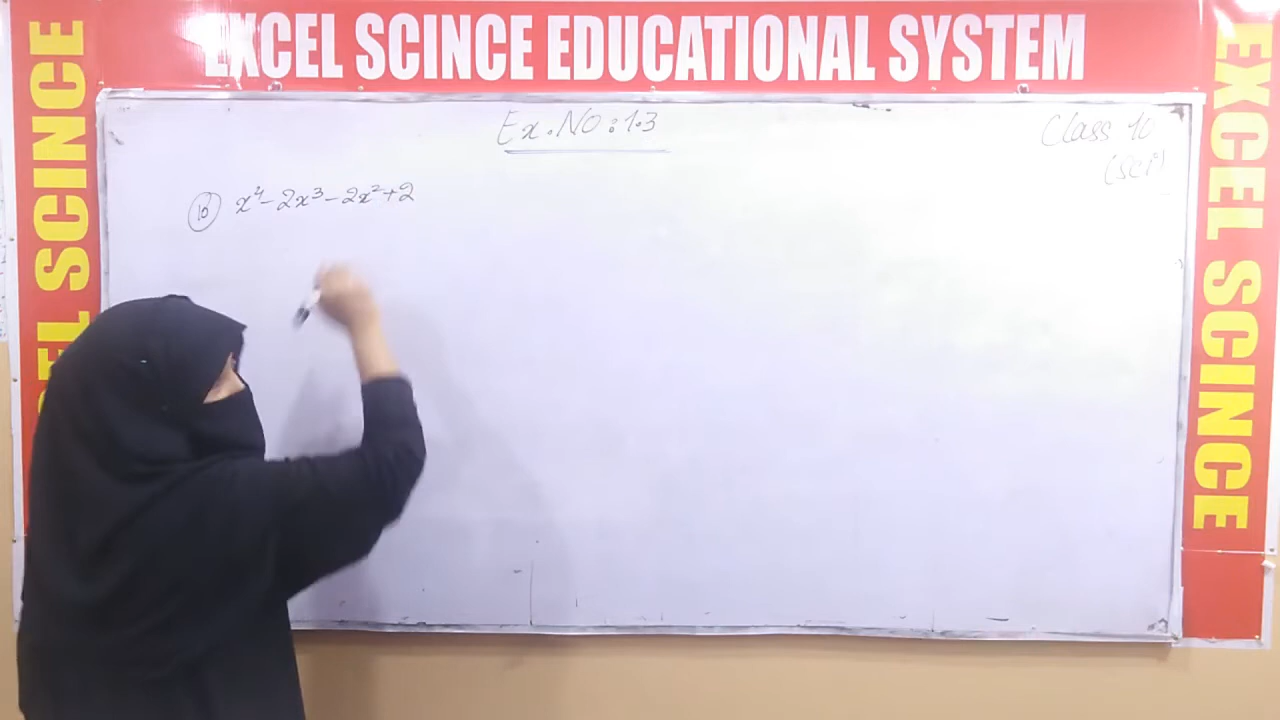 EXCEL SCINCE EDUCATIONAL SYSTEM
EXCEL SCINCE
EXCEL SCINCE
Ex.NO:1.3
Class 10
(Sci)
(10) x⁴-2x³-2x²+2